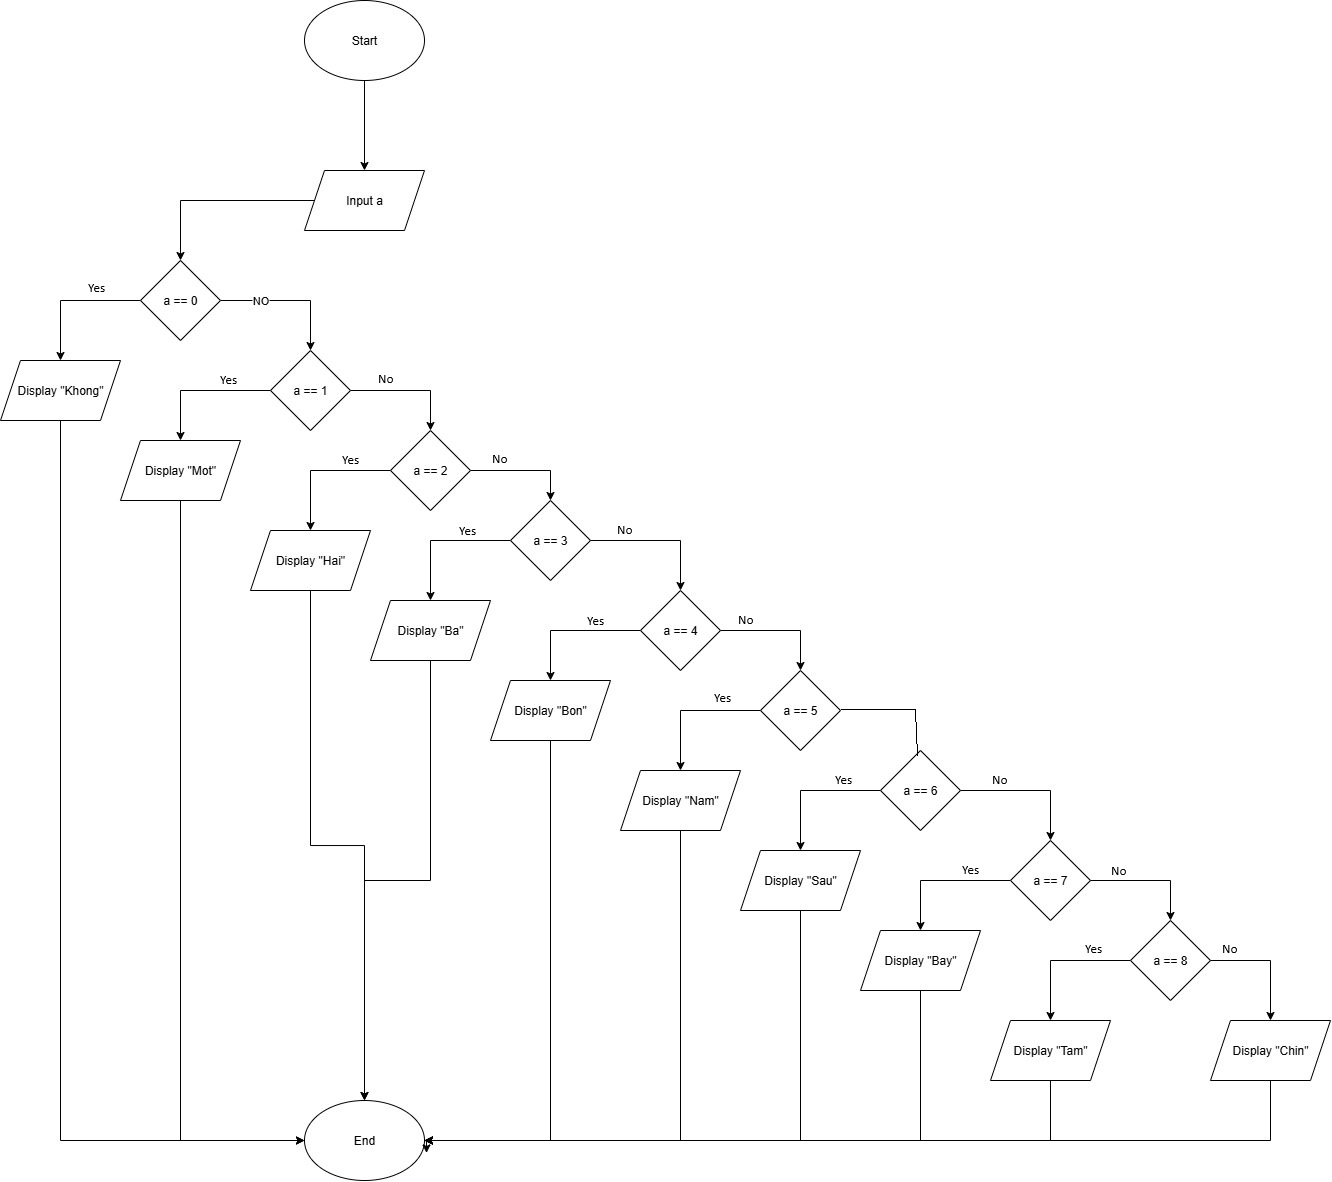 Start
Input a
a == 0
Yes
NO
Display "Khong"
a == 1
Yes
No
Display "Mot"
a == 2
Yes
No
Display "Hai"
a == 3
Yes
No
Display "Ba"
a == 4
Yes
No
Display "Bon"
a == 5
Yes
Display "Nam"
a == 6
Yes
No
Display "Sau"
a == 7
Yes
No
Display "Bay"
a == 8
Yes
No
Display "Tam"
Display "Chin"
End